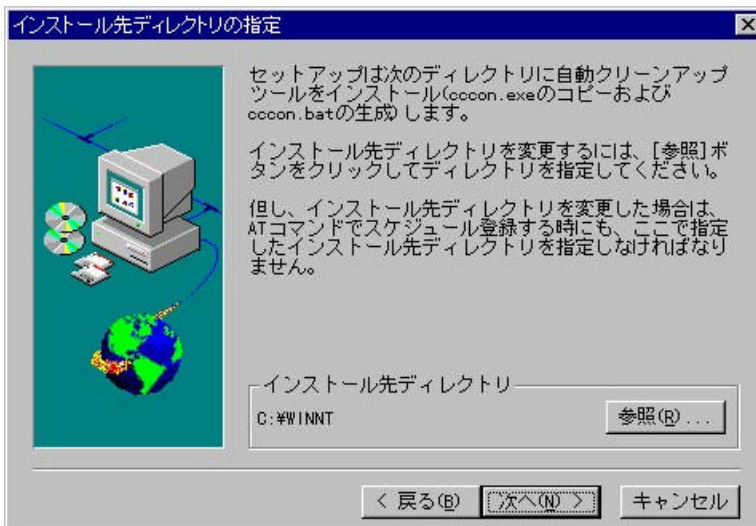 インストール先ディレクトリの指定
セットアップは次のディレクトリに自動クリーンアップ
ツールをインストール(cccon.exeのコピーおよび
cccon.batの生成)します。
インストール先ディレクトリを変更するには、[参照]ボ
タンをクリックしてディレクトリを指定してください。
但し、インストール先ディレクトリを変更した場合は、
ATコマンドでスケジュール登録する時にも、ここで指定
したインストール先ディレクトリを指定しなければなり
ません。
インストール先ディレクトリ
C:¥WINNT
参照(R)...
< 戻る(B)
次へ(N) >
キャンセル